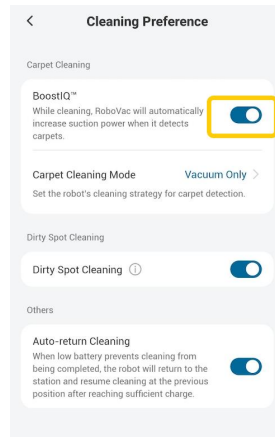 Cleaning Preference
Carpet Cleaning
BoostIQ™
While cleaning, RoboVac will automatically
increase suction power when it detects
carpets.
Carpet Cleaning Mode
Vacuum Only
Set the robot's cleaning strategy for carpet detection.
Dirty Spot Cleaning
Dirty Spot Cleaning
Others
Auto-return Cleaning
When low battery prevents cleaning from
being completed, the robot will return to the
station and resume cleaning at the previous
position after reaching sufficient charge.